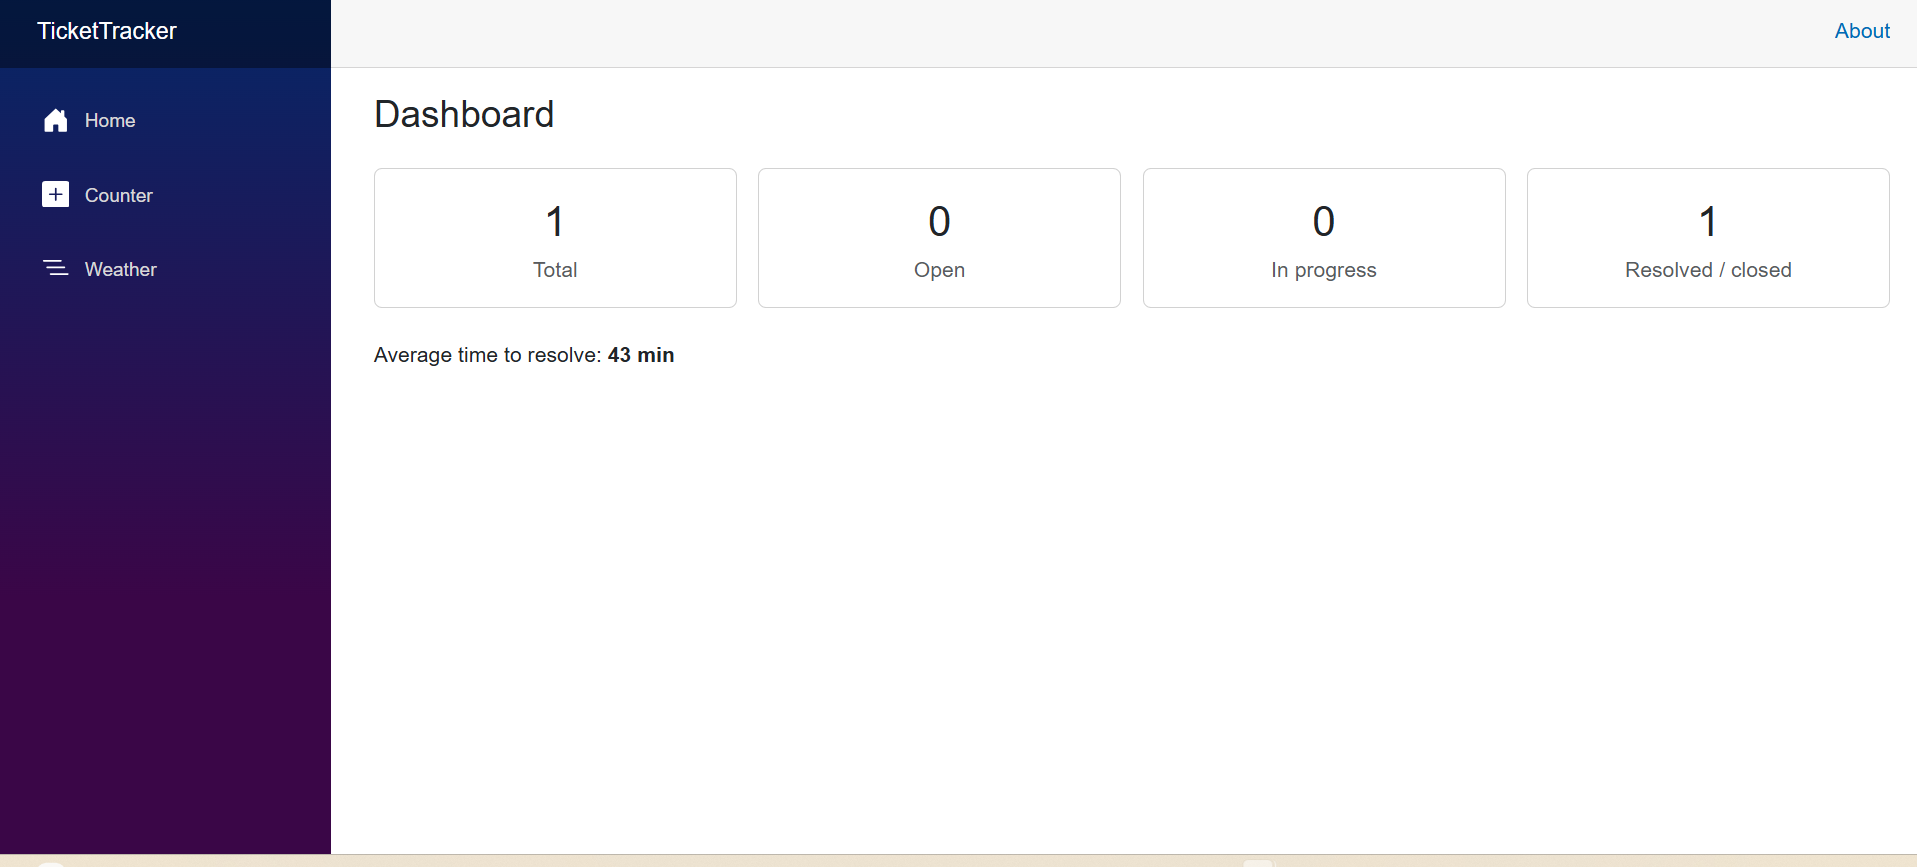 TicketTracker
About
Home
Counter
Weather
Dashboard
1
Total
0
Open
0
In progress
1
Resolved / closed
Average time to resolve: 43 min